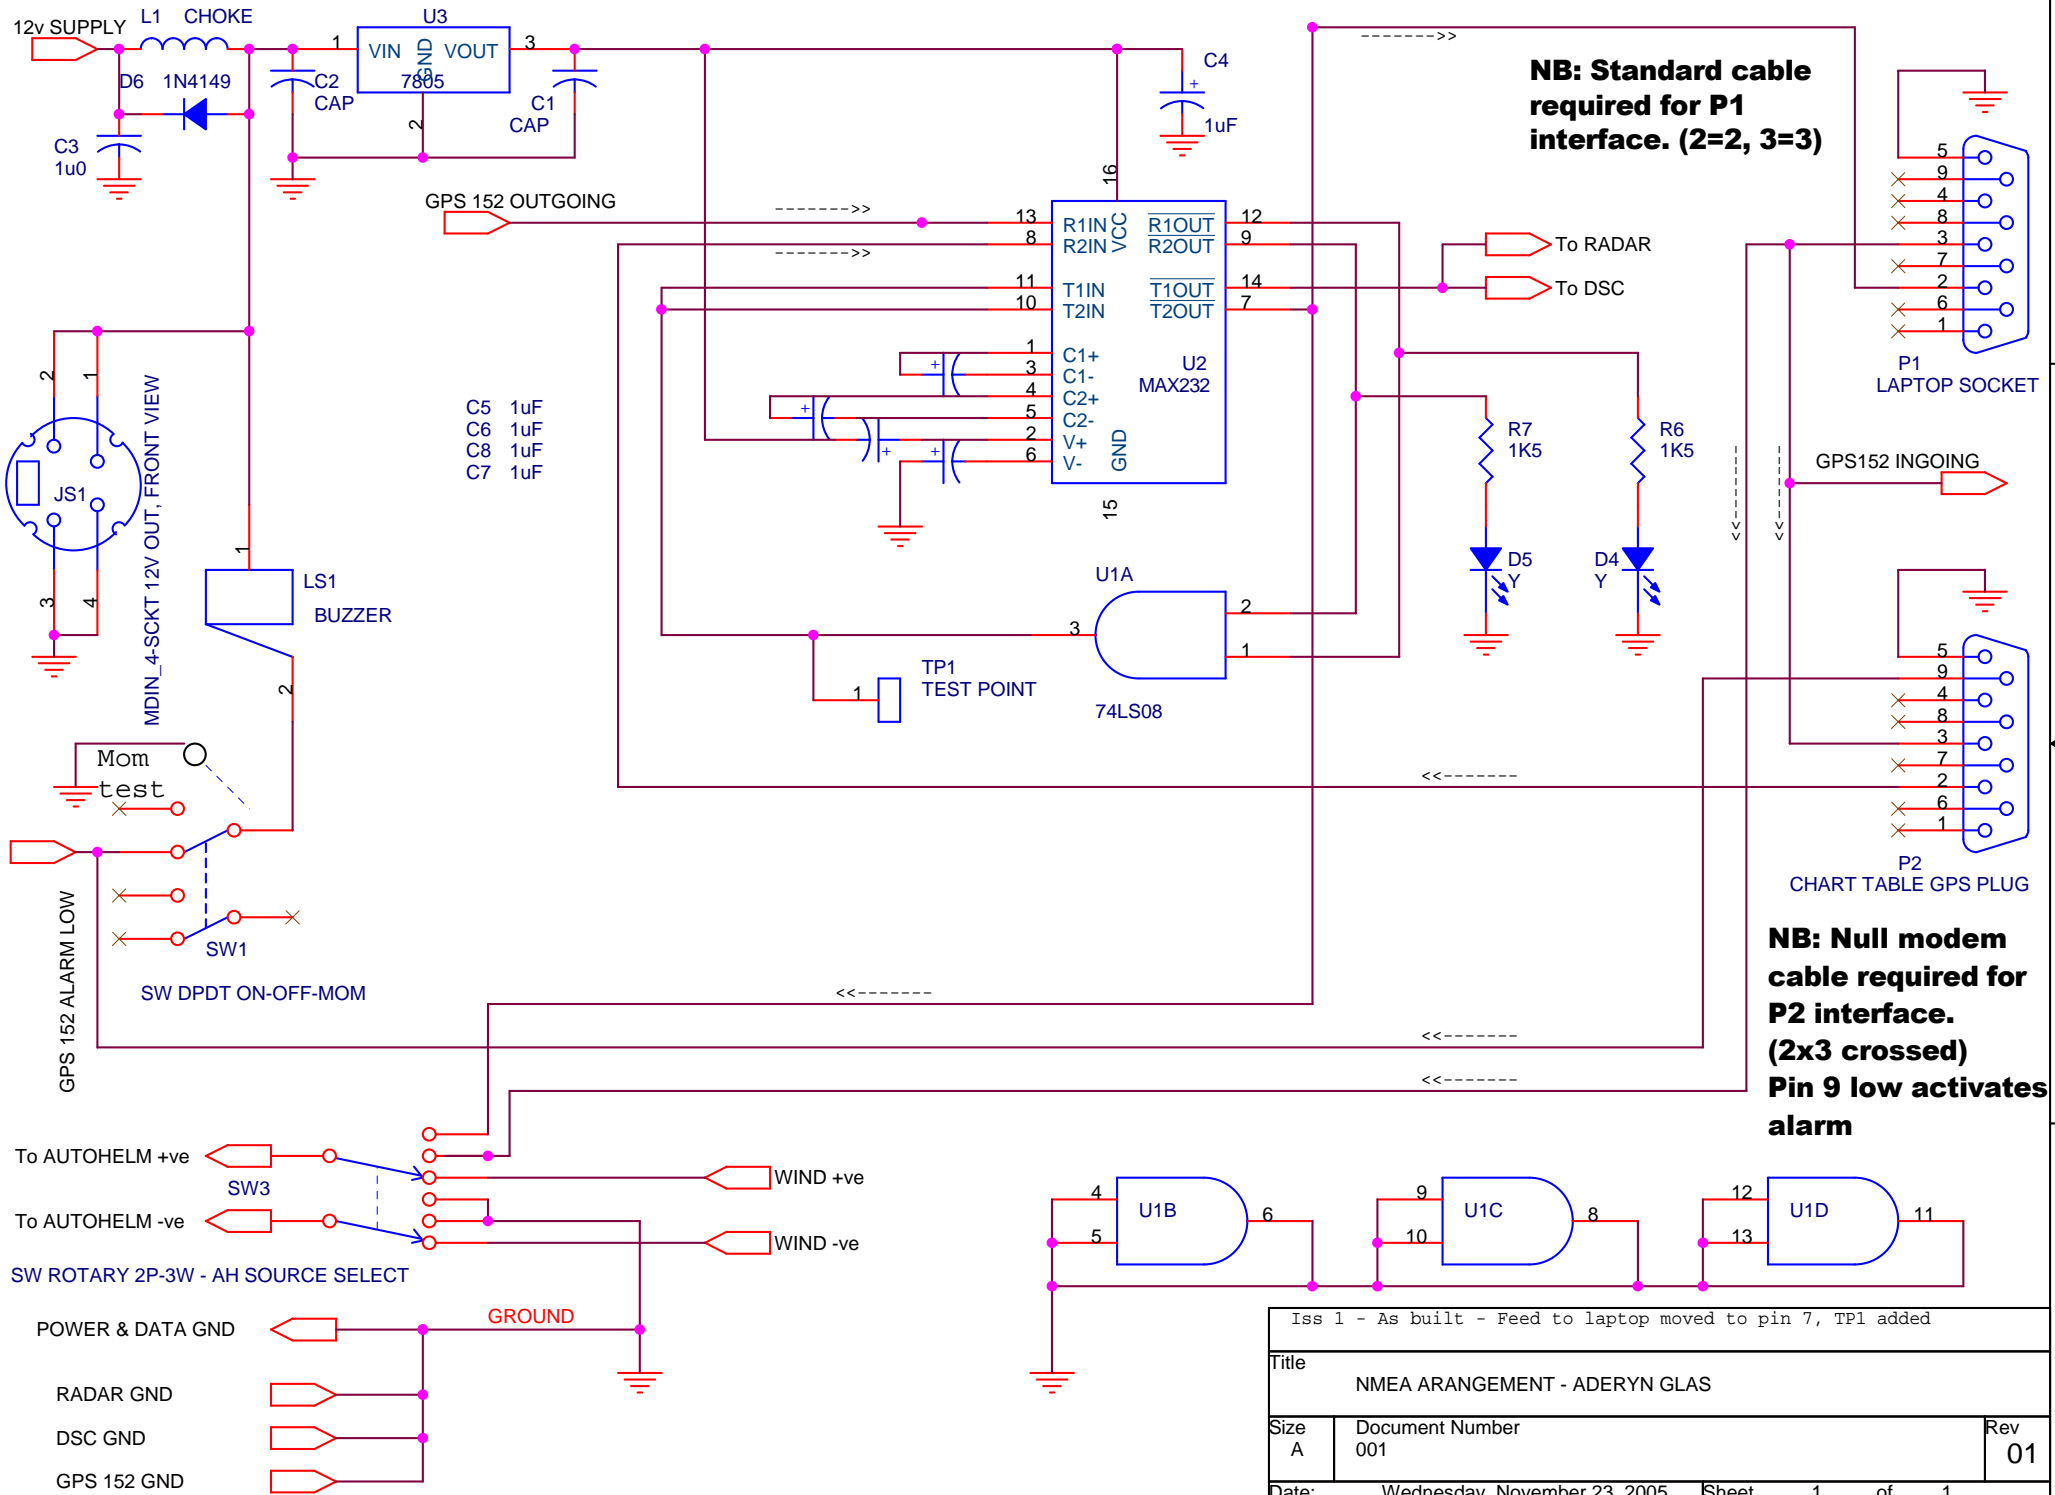 12v SUPPLY
L1 CHOKE
U3
1 VIN GND VOUT 3
7805
2
D6 1N4149
C2
CAP
C1
CAP
C3
1u0
C4
+
1uF
------->>
NB: Standard cable
required for P1
interface. (2=2, 3=3)
GPS 152 OUTGOING
------->>
------->>
16
13 R1IN VCC R1OUT 12
8 R2IN R2OUT 9
11 T1IN T1OUT 14
10 T2IN T2OUT 7
1 C1+
3 C1-
4 C2+
5 C2-
2 V+
6 V-
GND
15
U2
MAX232
+
+
+
+
To RADAR
To DSC
5
9
4
8
3
7
2
6
1
P1
LAPTOP SOCKET
C5 1uF
C6 1uF
C8 1uF
C7 1uF
2
1
JS1
3
4
MDIN_4-SCKT 12V OUT, FRONT VIEW
1
LS1
BUZZER
2
R7
1K5
R6
1K5
D5
Y
D4
Y
------->>
------->>
GPS152 INGOING
U1A
3
2
1
74LS08
TP1
TEST POINT
1
5
9
4
8
3
7
2
6
1
P2
CHART TABLE GPS PLUG
<<-------
Mom
test
GPS 152 ALARM LOW
SW1
SW DPDT ON-OFF-MOM
<<-------
<<-------
<<-------
NB: Null modem
cable required for
P2 interface.
(2x3 crossed)
Pin 9 low activates
alarm
To AUTOHELM +ve
SW3
To AUTOHELM -ve
WIND +ve
WIND -ve
SW ROTARY 2P-3W - AH SOURCE SELECT
4
5
U1B
6
9
10
U1C
8
12
13
U1D
11
POWER & DATA GND
GROUND
RADAR GND
DSC GND
GPS 152 GND
Iss 1 - As built - Feed to laptop moved to pin 7, TP1 added
Title
NMEA ARANGEMENT - ADERYN GLAS
Size Document Number Rev
A 001 01
Date: Wednesday, November 23, 2005 Sheet 1 of 1